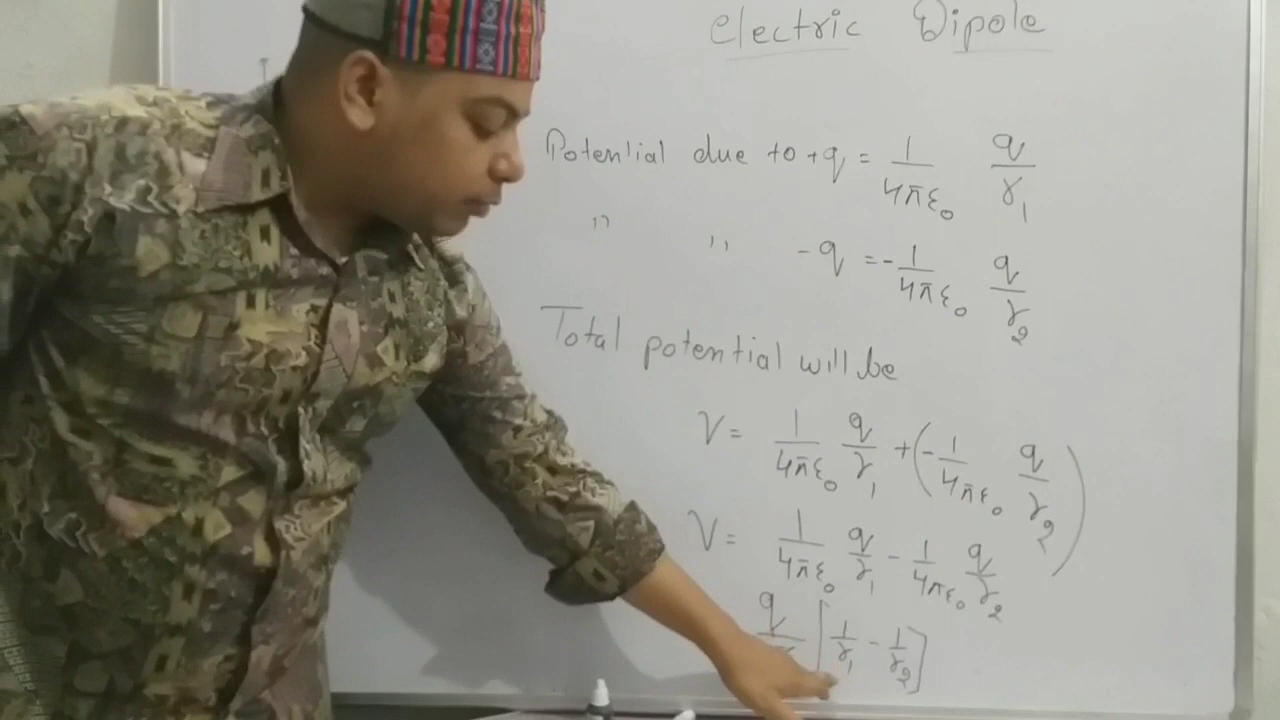 Electric Dipole
Potential due to +q = 1/4πε₀ q/r₁
" " -q = -1/4πε₀ q/r₂
Total potential will be
V = 1/4πε₀ q/r₁ + (-1/4πε₀ q/r₂)
V = 1/4πε₀ q/r₁ - 1/4πε₀ q/r₂
q [1/r₁ - 1/r₂]